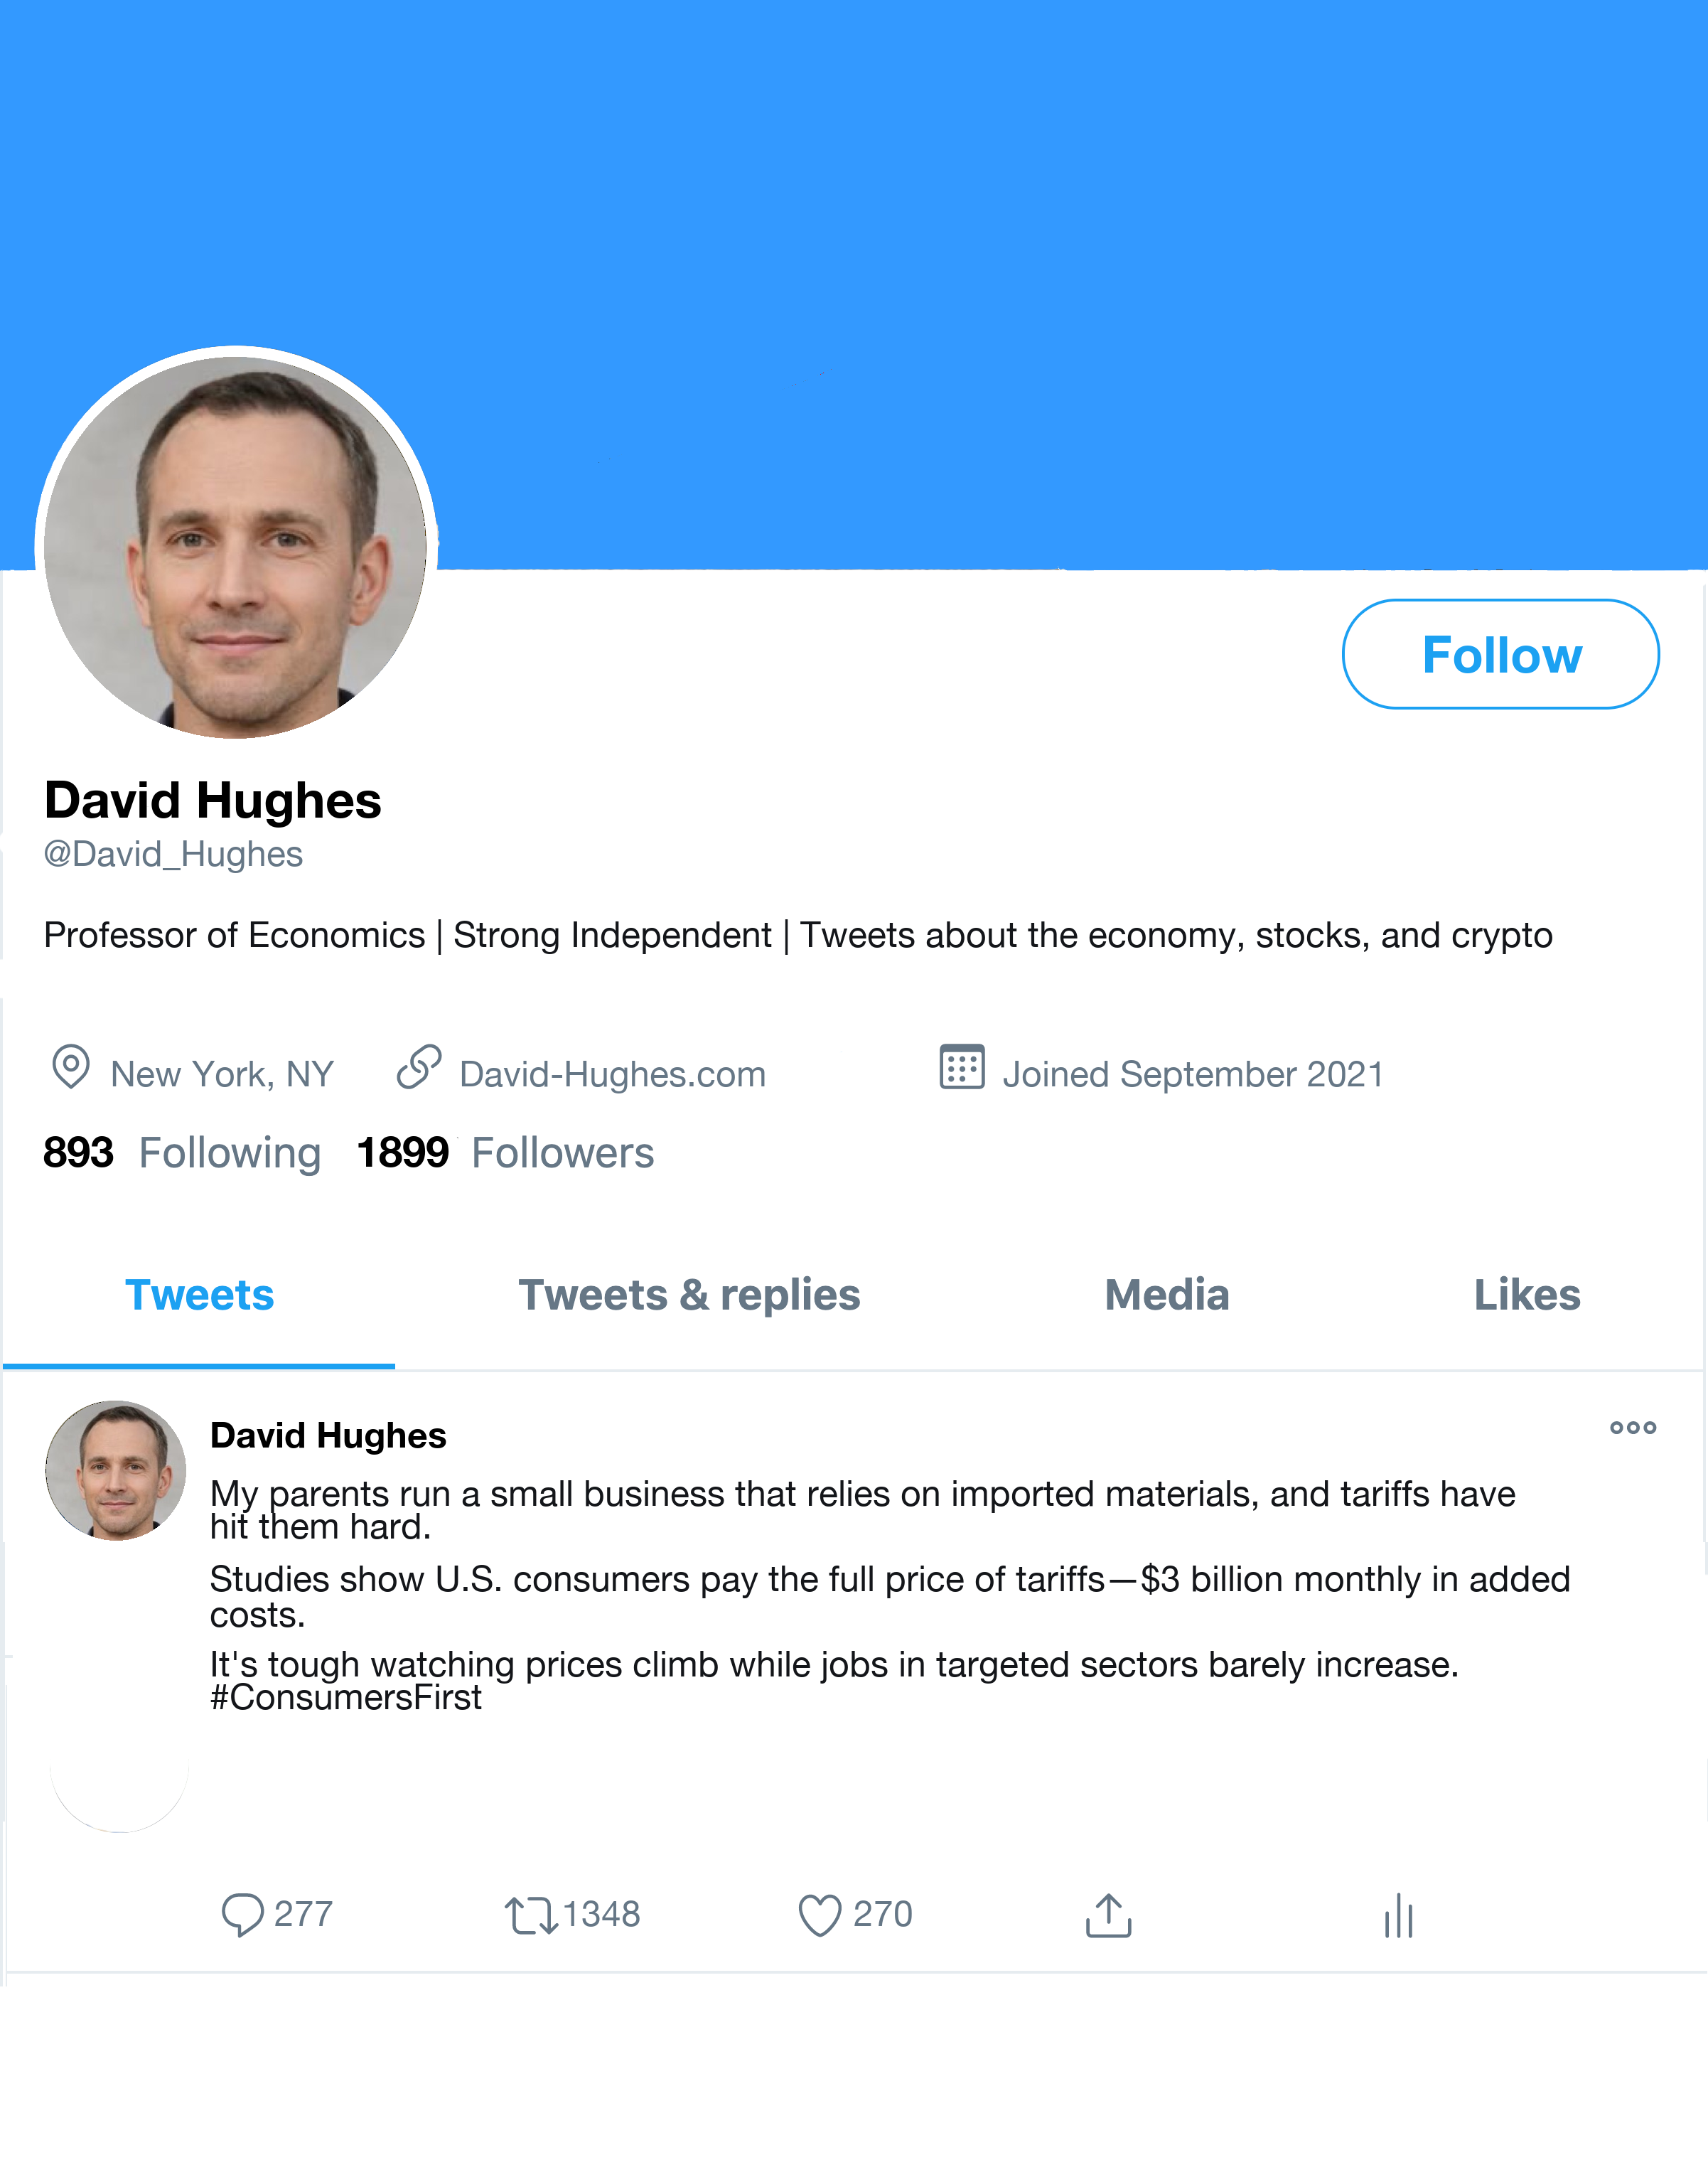 Follow
David Hughes
@David_Hughes
Professor of Economics | Strong Independent | Tweets about the economy, stocks, and crypto
New York, NY David-Hughes.com Joined September 2021
893 Following 1899 Followers
Tweets Tweets & replies Media Likes
David Hughes
My parents run a small business that relies on imported materials, and tariffs have
hit them hard.
Studies show U.S. consumers pay the full price of tariffs—$3 billion monthly in added
costs.
It's tough watching prices climb while jobs in targeted sectors barely increase.
#ConsumersFirst
277 1348 270